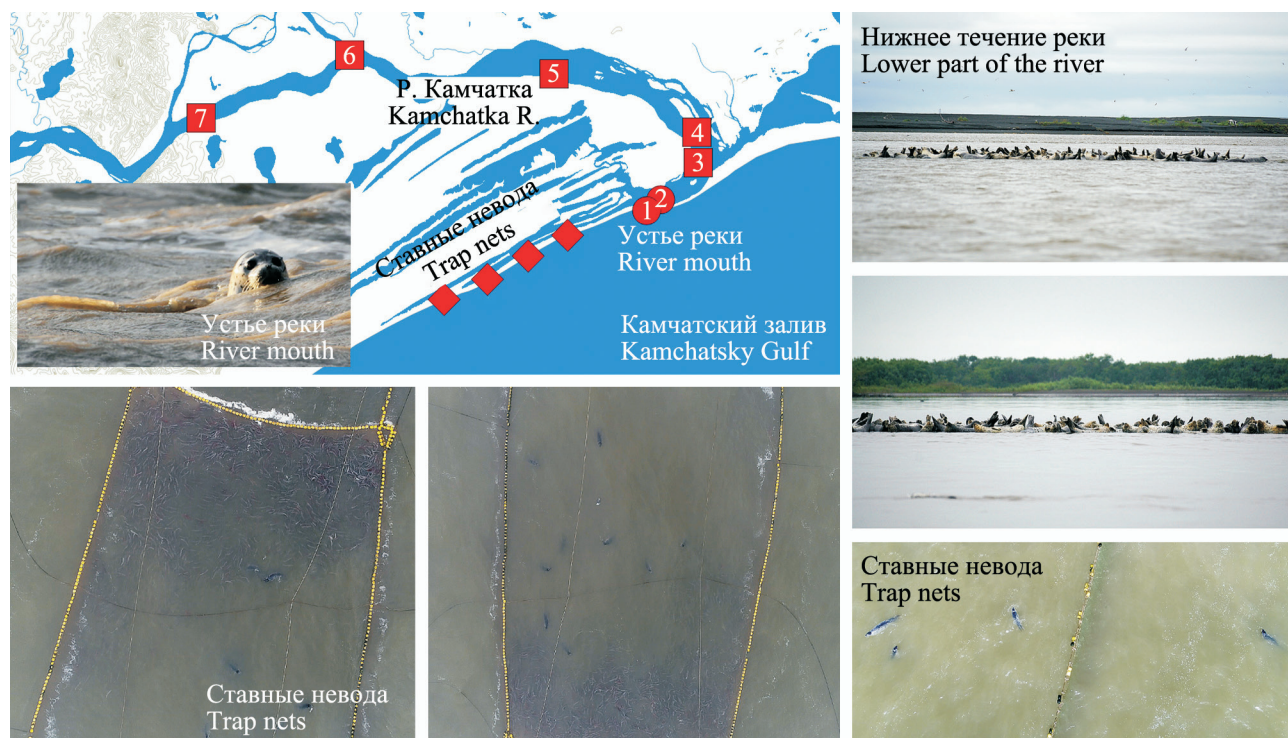 6
5
7
Р. Камчатка
Kamchatka R.
4
3
2
1
Ставные невода
Trap nets
Устье реки
River mouth
Камчатский залив
Kamchatsky Gulf
Устье реки
River mouth
Нижнее течение реки
Lower part of the river
Ставные невода
Trap nets
Ставные невода
Trap nets